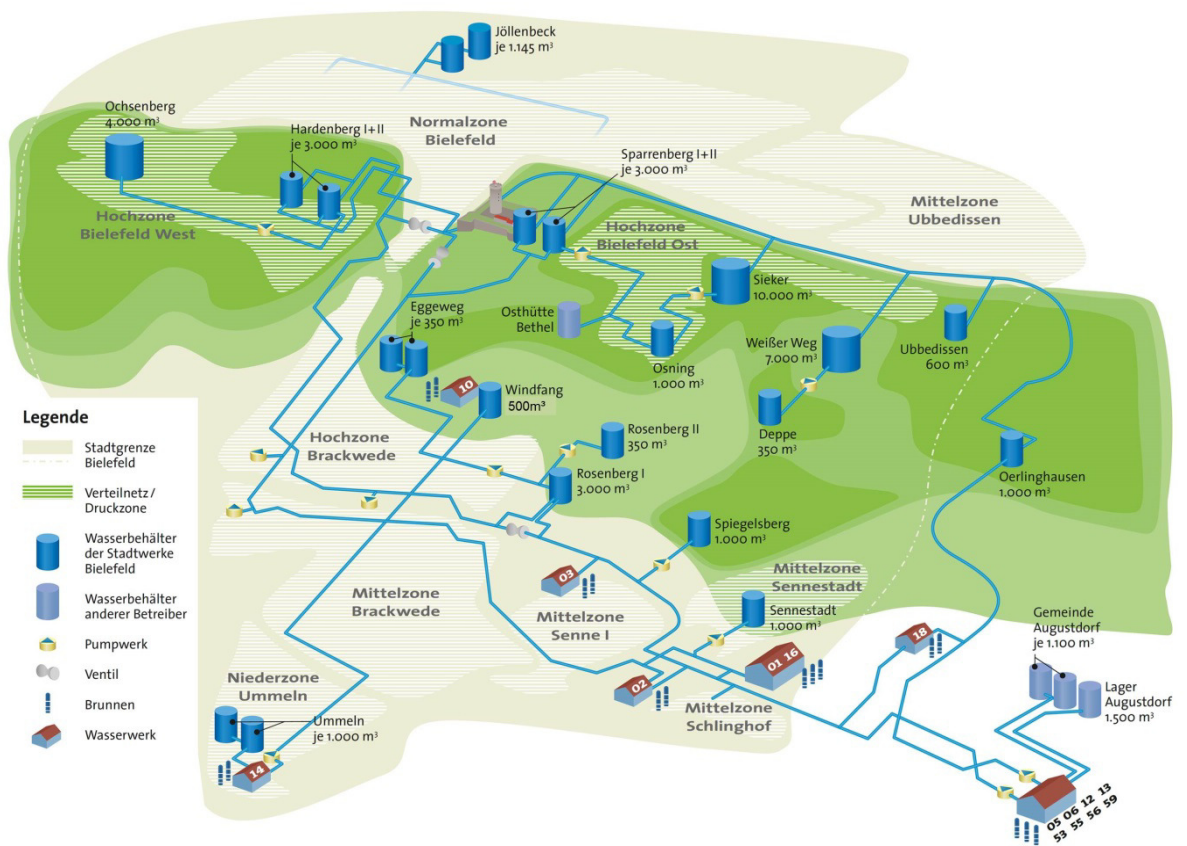 Jöllenbeck
je 1.145 m³
Ochsenberg
4.000 m³
Hardenberg I+II
je 3.000 m³
Normalzone
Bielefeld
Sparrenberg I+II
je 3.000 m³
Mittelzone
Ubbedissen
Hochzone
Bielefeld West
Hochzone
Bielefeld Ost
Sieker
10.000 m³
Eggeweg
je 350 m³
Osthütte
Bethel
Osning
1.000 m³
Weißer Weg
7.000 m³
Ubbedissen
600 m³
10
Windfang
500m³
Deppe
350 m³
Legende
Stadtgrenze
Bielefeld
Verteilnetz/
Druckzone
Wasserbehälter
der Stadtwerke
Bielefeld
Wasserbehälter
anderer Betreiber
Pumpwerk
Ventil
Brunnen
Wasserwerk
Hochzone
Brackwede
Rosenberg II
350 m³
Rosenberg I
3.000 m³
Oerlinghausen
1.000 m³
Spiegelsberg
1.000 m³
03
Mittelzone
Brackwede
Mittelzone
Senne I
Mittelzone
Sennestadt
Sennestadt
1.000 m³
18
Gemeinde
Augustdorf
je 1.100 m³
Lager
Augustdorf
1.500 m³
02
01 16
Mittelzone
Schlinghof
Niederzone
Ummeln
Ummeln
je 1.000 m³
14
05 06 12 13
53 55 56 59